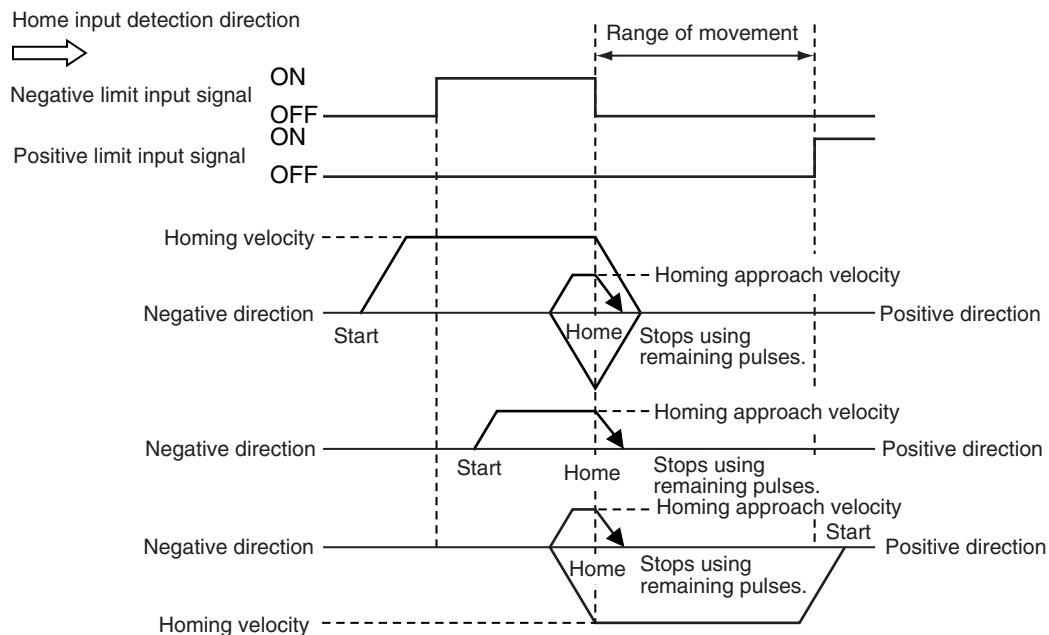 Home input detection direction
Range of movement
ON
Negative limit input signal
OFF
ON
Positive limit input signal
OFF
Homing velocity
Homing approach velocity
Negative direction
Positive direction
Start
Home
Stops using
remaining pulses.
Homing approach velocity
Negative direction
Positive direction
Start
Home
Stops using
remaining pulses.
Homing approach velocity
Start
Negative direction
Positive direction
Home
Stops using
remaining pulses.
Homing velocity